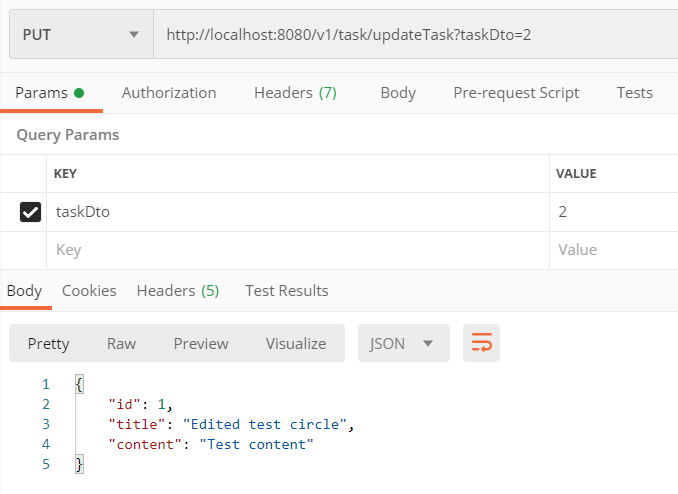 PUT http://localhost:8080/v1/task/updateTask?taskDto=2
Params Authorization Headers (7) Body Pre-request Script Tests
Query Params
KEY VALUE
taskDto 2
Key Value
Body Cookies Headers (5) Test Results
Pretty Raw Preview Visualize JSON
1 {
2 "id": 1,
3 "title": "Edited test circle",
4 "content": "Test content"
5 }